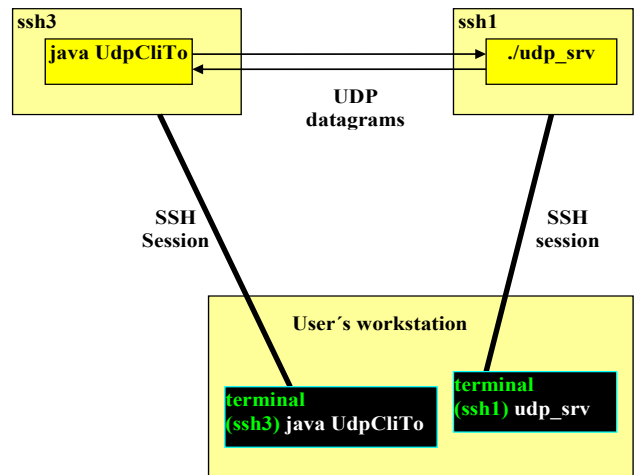 ssh3
java UdpCliTo
ssh1
./udp_srv
UDP
datagrams
SSH
Session
SSH
session
User´s workstation
terminal
(ssh3) java UdpCliTo
terminal
(ssh1) udp_srv